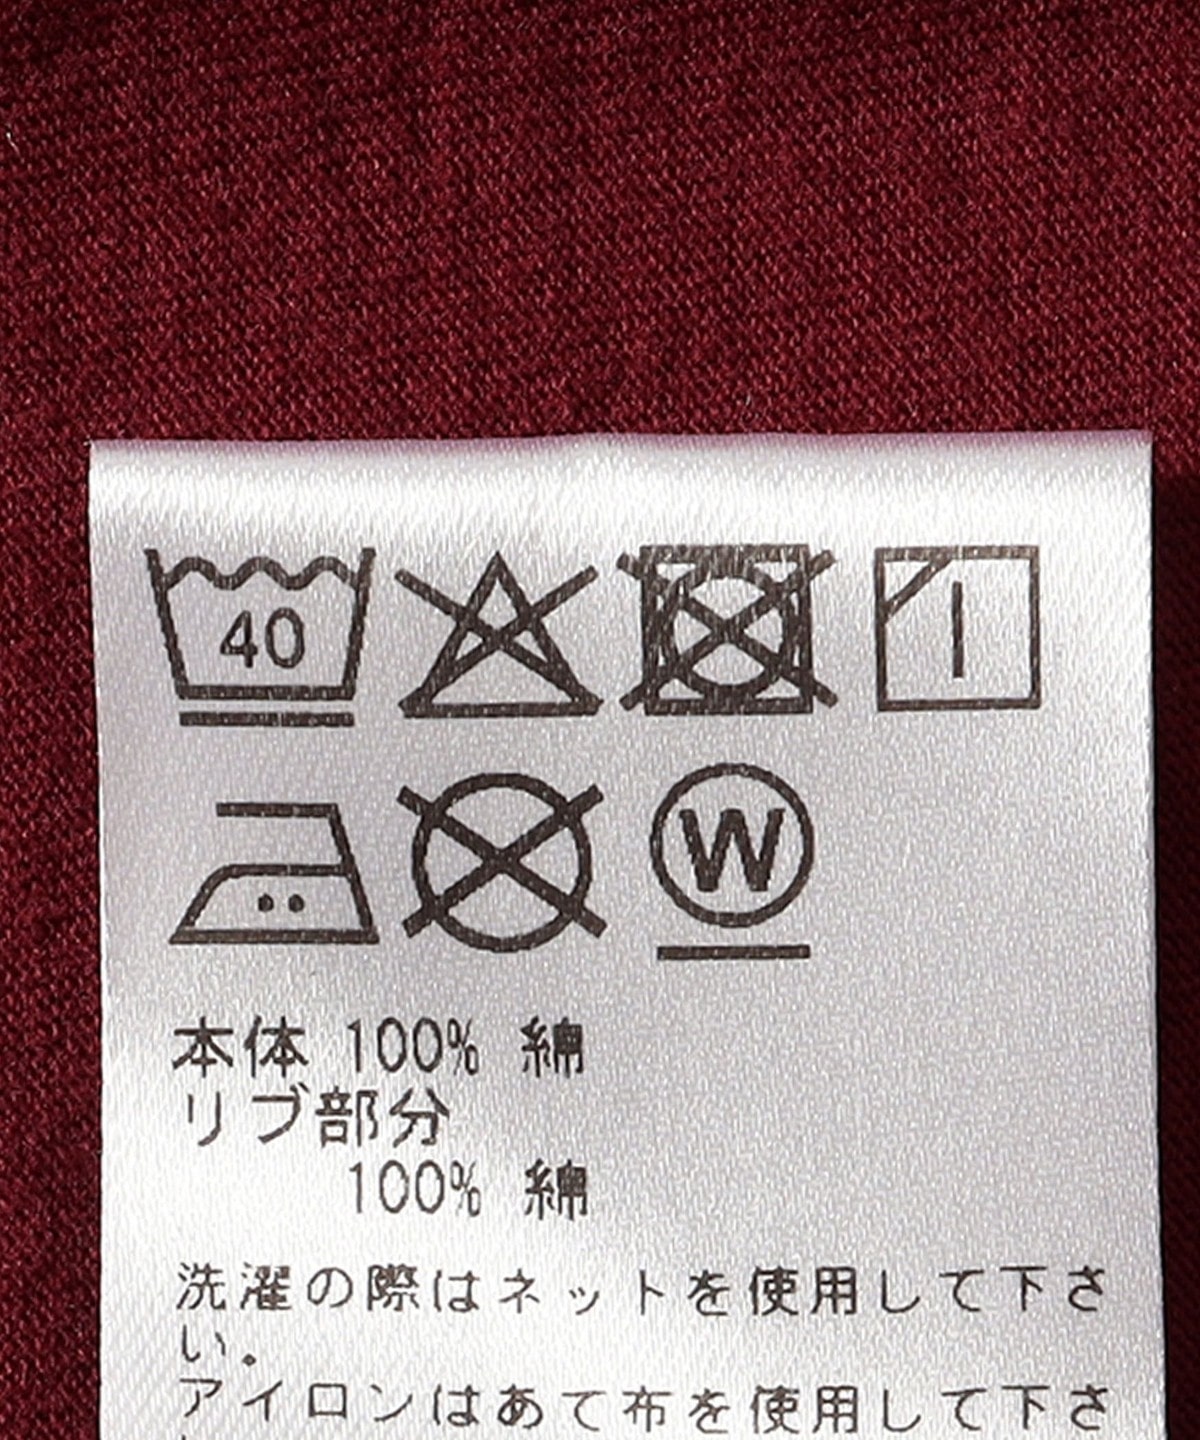 40
W
本体 100% 綿
リブ部分
100% 綿
洗濯の際はネットを使用して下さ
い。
アイロンはあて布を使用して下さ